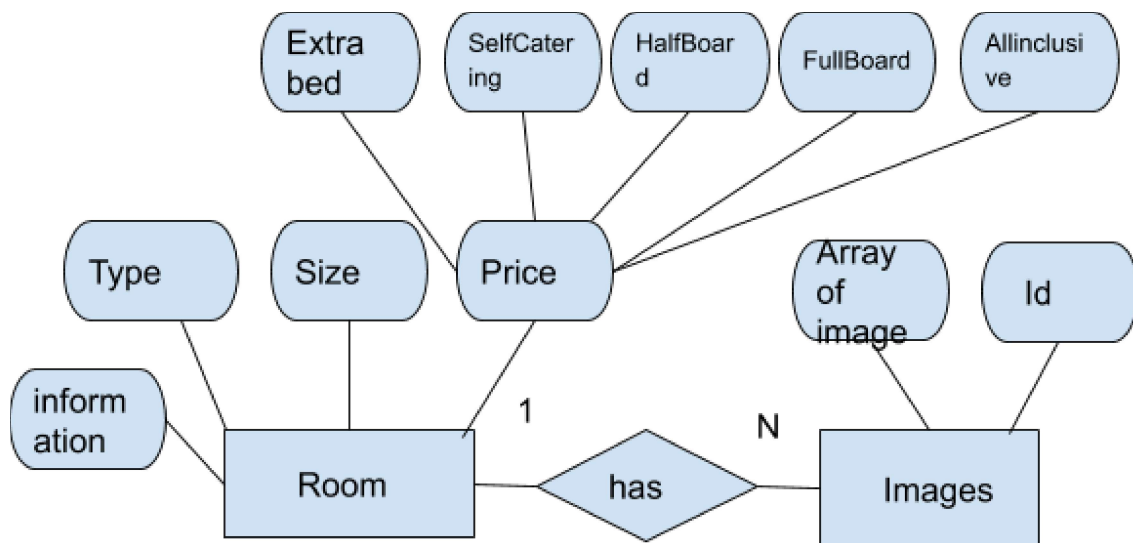 Extra
bed
SelfCater
ing
HalfBoar
d
FullBoard
Allinclusi
ve
Type
Size
Price
Array
of
image
Id
inform
ation
1
N
Room
has
Images